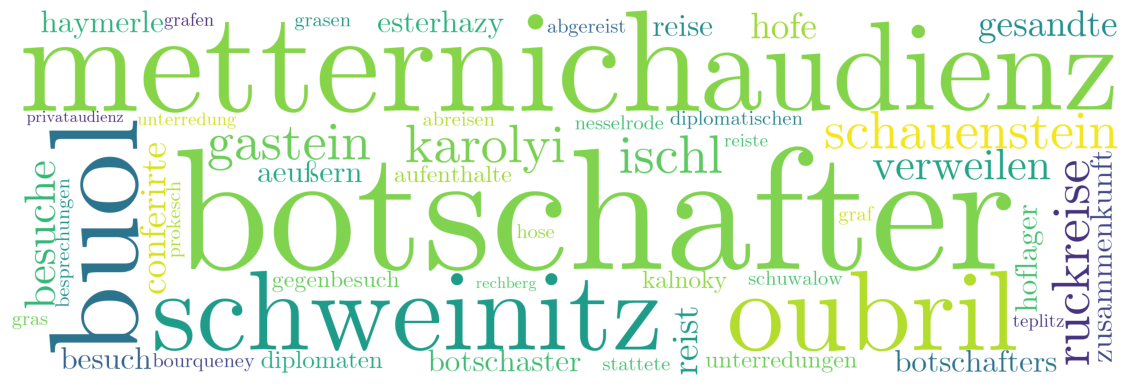 haymerle grafen grasen esterhazy abgereist reise hofe gesandte
metternich audienz
privataudienz unterredung abreisen nesselrode diplomatischen schauenstein
gastein karolyi ischl reiste
aeußern aufenthalte verweilen
buol
besuche
besprechungen
conferirte
prokesch
botschafter
hose
graf
hoflager
ruckreise
zusammenkunft
gegenbesuch rechberg kalnoky schuwalow
gras
schweinitz oubril
teplitz
reist
besuch bourqueney diplomaten botschaster stattete unterredungen botschafters